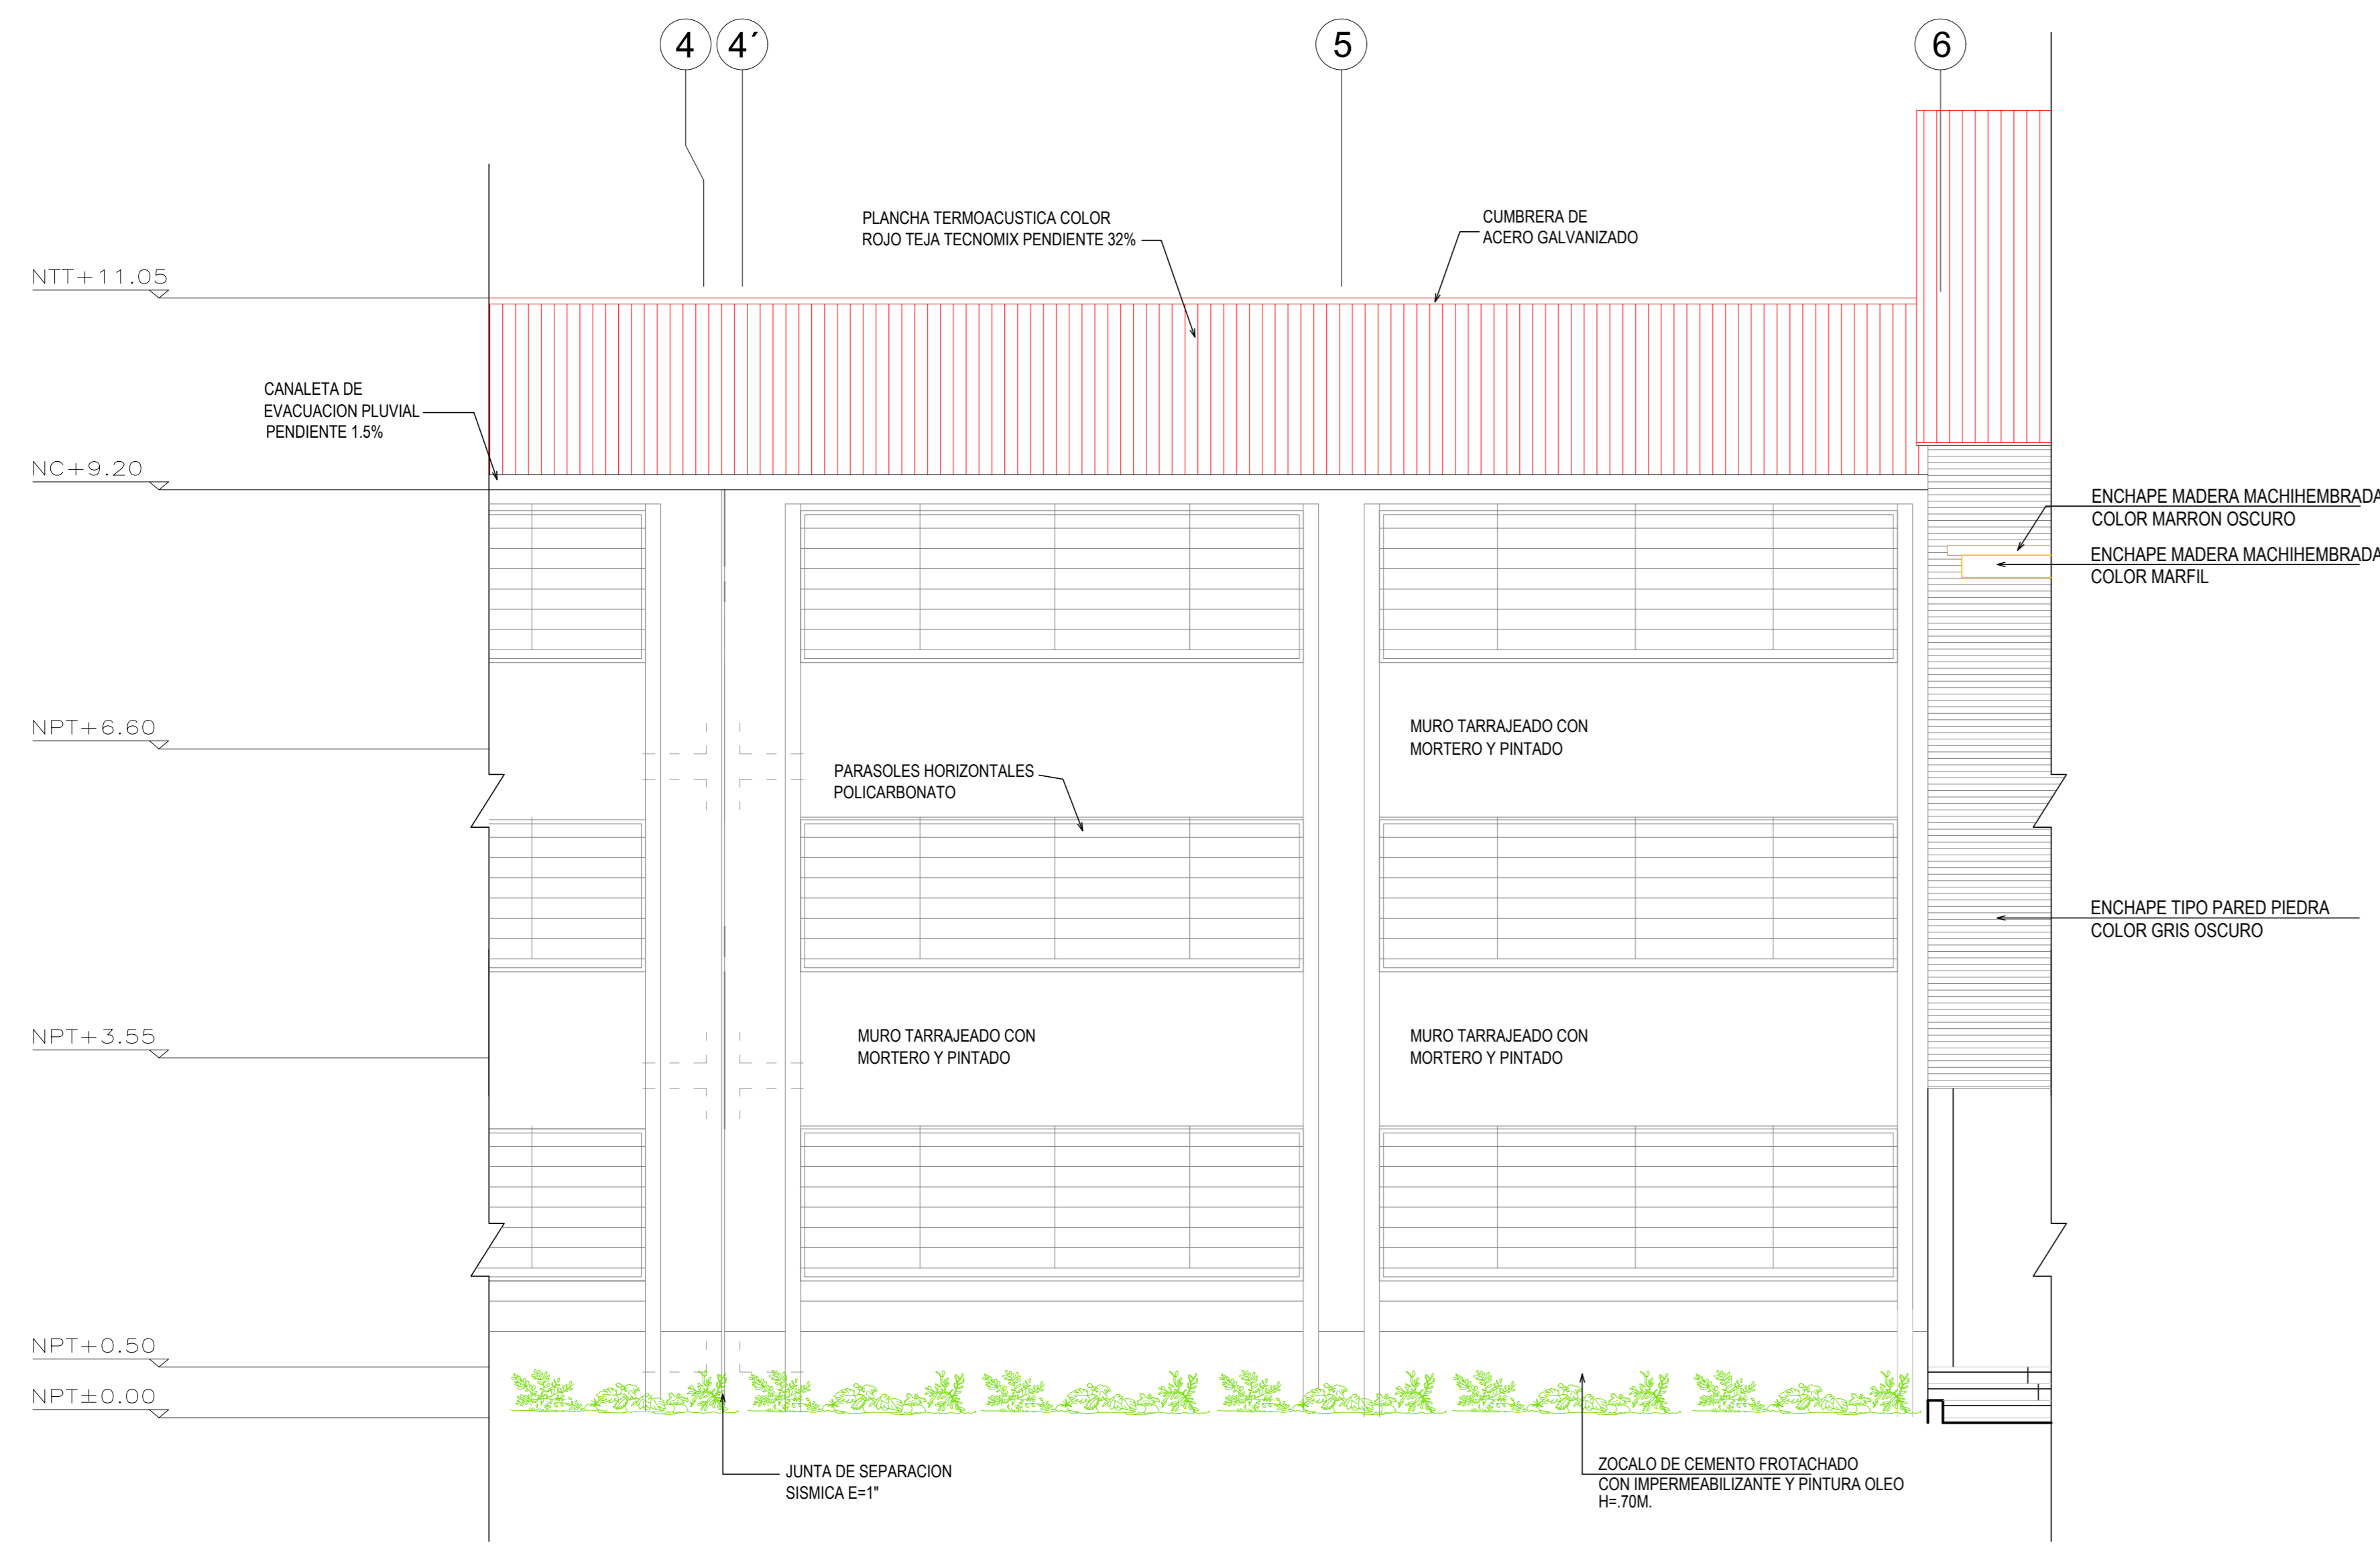 4 4´ 5 6
PLANCHA TERMOACUSTICA COLOR
ROJO TEJA TECNOMIX PENDIENTE 32%
CUMBRERA DE
ACERO GALVANIZADO
NTT+11.05
CANALETA DE
EVACUACION PLUVIAL
PENDIENTE 1.5%
NC+9.20
ENCHAPE MADERA MACHIHEMBRADA
COLOR MARRON OSCURO
ENCHAPE MADERA MACHIHEMBRADA
COLOR MARFIL
NPT+6.60
MURO TARRAJEADO CON
MORTERO Y PINTADO
PARASOLES HORIZONTALES
POLICARBONATO
ENCHAPE TIPO PARED PIEDRA
COLOR GRIS OSCURO
NPT+3.55
MURO TARRAJEADO CON
MORTERO Y PINTADO
MURO TARRAJEADO CON
MORTERO Y PINTADO
NPT+0.50
NPT±0.00
JUNTA DE SEPARACION
SISMICA E=1"
ZOCALO DE CEMENTO FROTACHADO
CON IMPERMEABILIZANTE Y PINTURA OLEO
H=.70M.